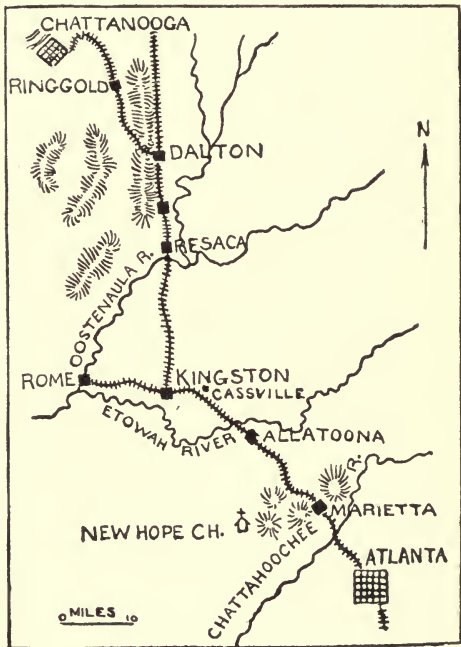 CHATTANOOGA
RINGGOLD
N
DALTON
RESACA
OOSTENAULA R.
ROME
KINGSTON
CASSVILLE
ETOWAH RIVER
ALLATOONA
R.
MARIETTA
NEW HOPE CH.
CHATTAHOOCHEE
ATLANTA
0 MILES 10